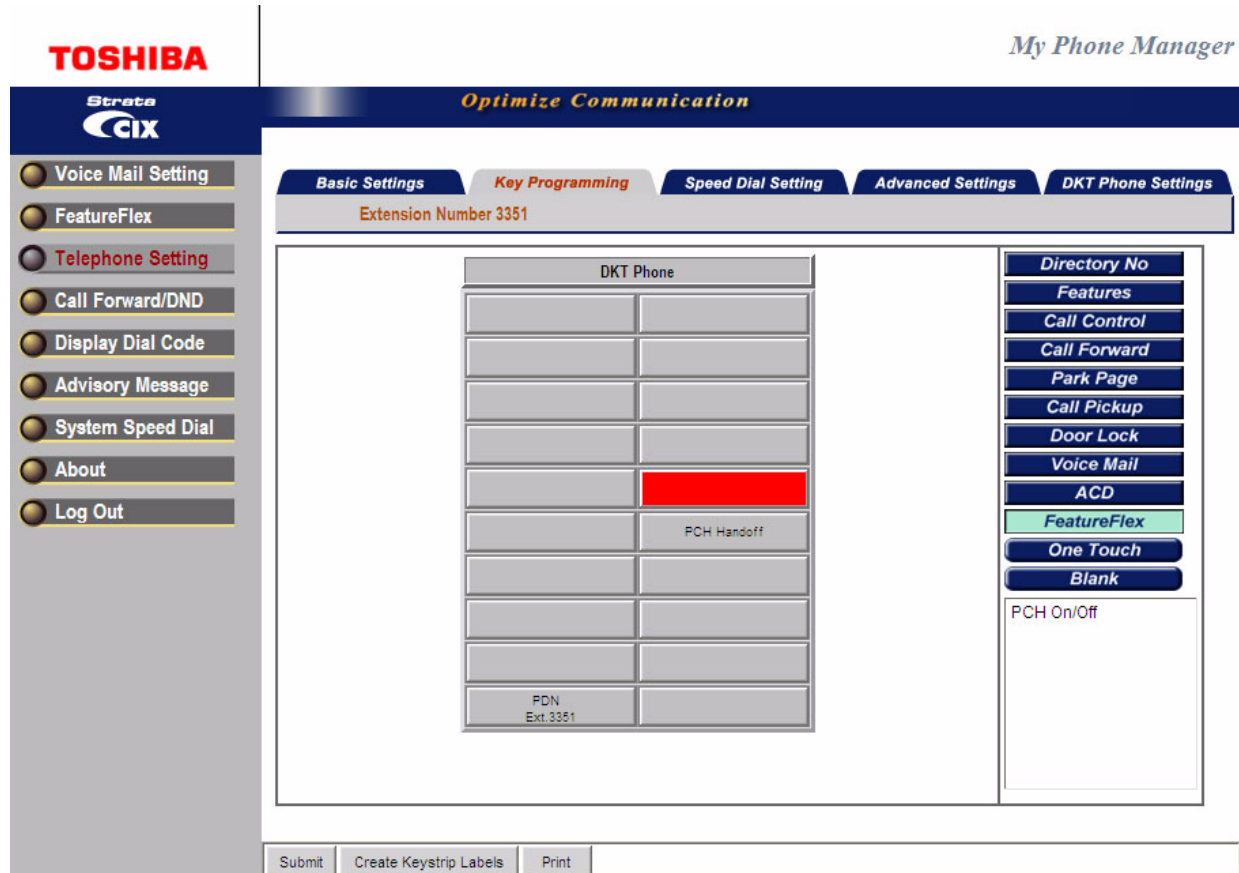 TOSHIBA
My Phone Manager
Strata
CIX
Optimize Communication
Voice Mail Setting
FeatureFlex
Telephone Setting
Call Forward/DND
Display Dial Code
Advisory Message
System Speed Dial
About
Log Out
Basic Settings
Key Programming
Speed Dial Setting
Advanced Settings
DKT Phone Settings
Extension Number 3351
DKT Phone
PCH Handoff
PDN
Ext.3351
Directory No
Features
Call Control
Call Forward
Park Page
Call Pickup
Door Lock
Voice Mail
ACD
FeatureFlex
One Touch
Blank
PCH On/Off
Submit
Create Keystrip Labels
Print